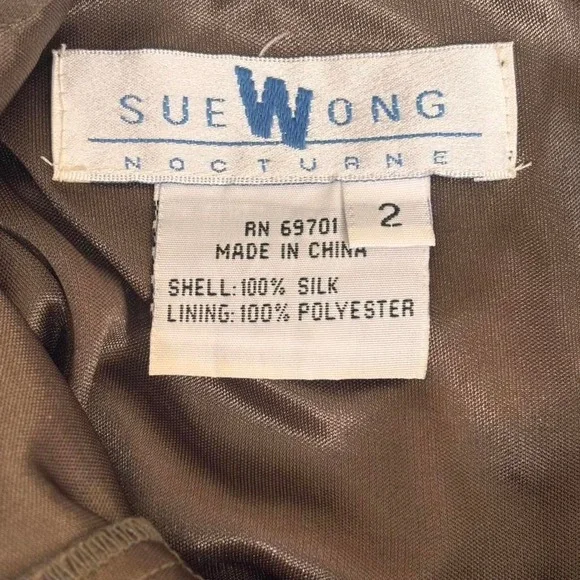 SUE WONG
NOCTURNE
2
RN 69701
MADE IN CHINA
SHELL: 100% SILK
LINING: 100% POLYESTER